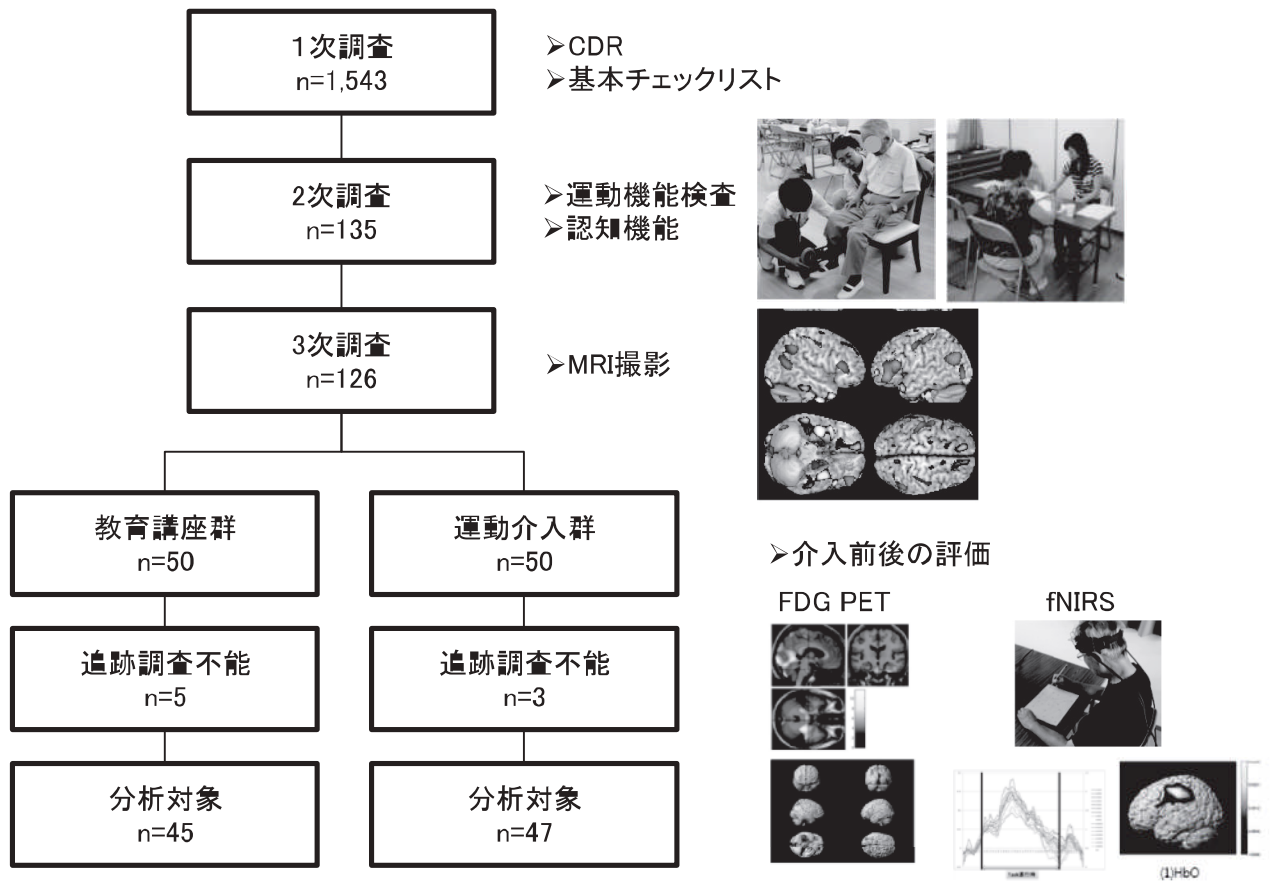 1次調査
n=1,543
➢CDR
➢基本チェックリスト
2次調査
n=135
➢運動機能検査
➢認知機能
3次調査
n=126
➢MRI撮影
教育講座群
n=50
運動介入群
n=50
追跡調査不能
n=5
追跡調査不能
n=3
分析対象
n=45
分析対象
n=47
➢介入前後の評価
FDG PET
fNIRS
(1)HbO